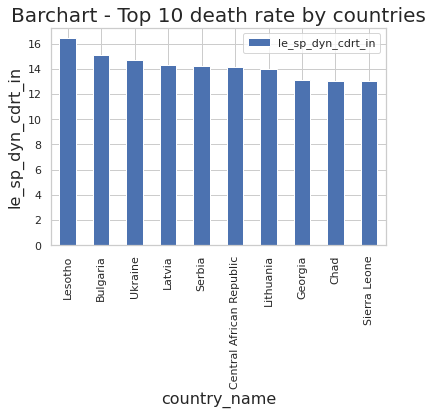 Barchart - Top 10 death rate by countries
le_sp_dyn_cdrt_in
le_sp_dyn_cdrt_in
16
14
12
10
8
6
4
2
0
Lesotho
Bulgaria
Ukraine
Latvia
Serbia
Central African Republic
Lithuania
Georgia
Chad
Sierra Leone
country_name